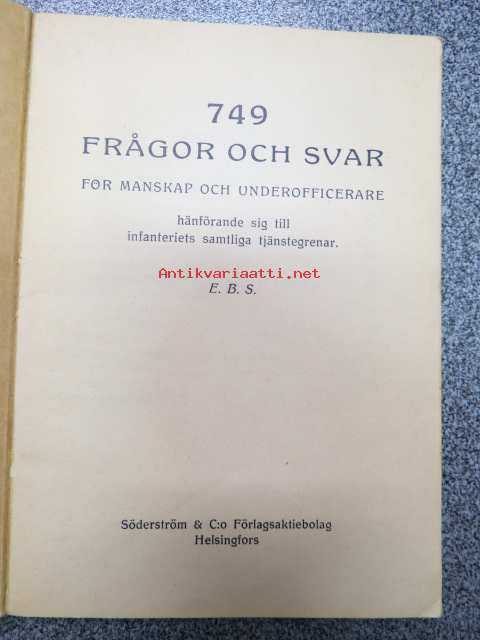 749
FRÅGOR OCH SVAR
FÖR MANSKAP OCH UNDEROFFICERARE
hänförande sig till
infanteriets samtliga tjänstegrenar.
Antikvariaatti.net
E. B. S.
Söderström & C:o Förlagsaktiebolag
Helsingfors